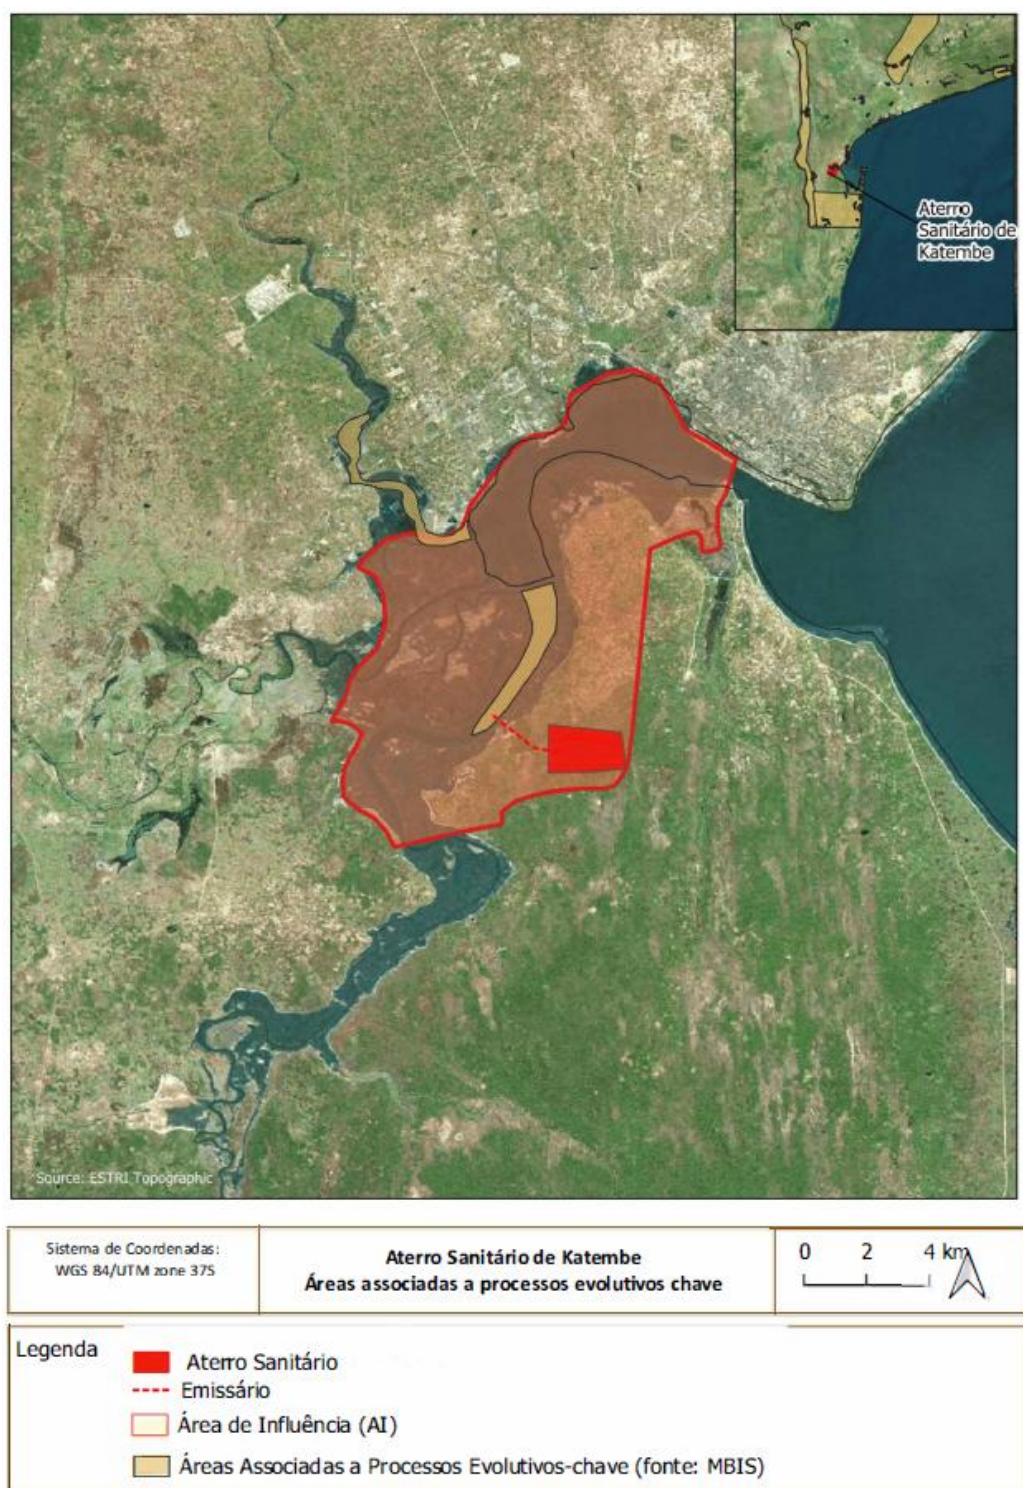 Aterro
Sanitário de
Katembe
Source: ESTRI Topographic
Sistema de Coordenadas:
WGS 84/UTM zone 37S
Aterro Sanitário de Katembe
Áreas associadas a processos evolutivos chave
0 2 4 km
Legenda
Aterro Sanitário
Emissário
Área de Influência (AI)
Áreas Associadas a Processos Evolutivos-chave (fonte: MBIS)